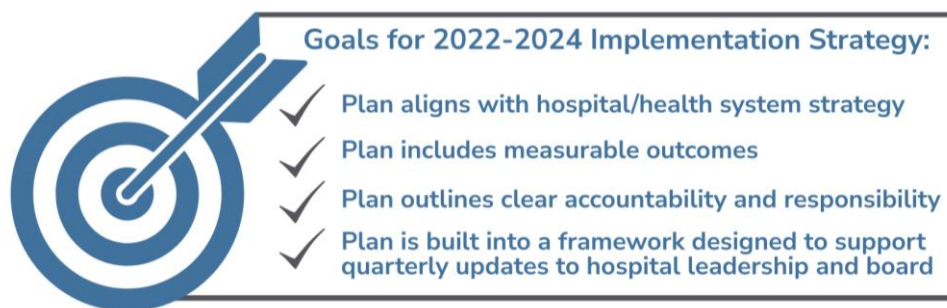 Goals for 2022-2024 Implementation Strategy:
Plan aligns with hospital/health system strategy
Plan includes measurable outcomes
Plan outlines clear accountability and responsibility
Plan is built into a framework designed to support
quarterly updates to hospital leadership and board